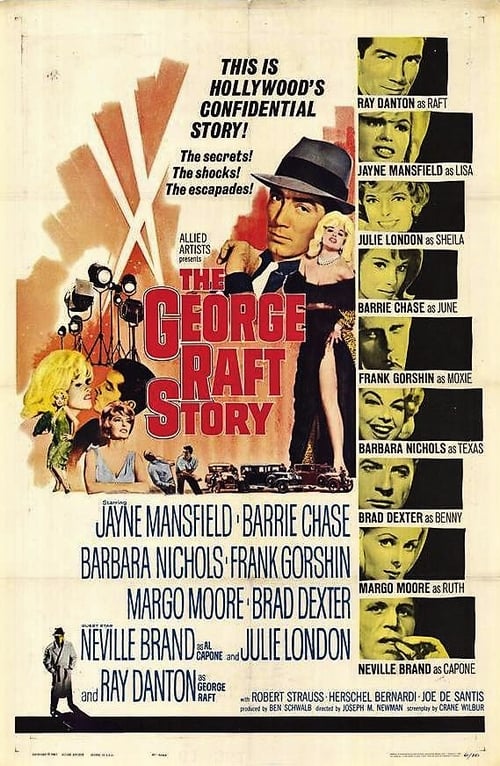 THIS IS
HOLLYWOOD'S
CONFIDENTIAL
STORY!
The secrets!
The shocks!
The escapades!
ALLIED
ARTISTS
presents
THE
GEORGE
RAFT
STORY
RAY DANTON as RAFT
JAYNE MANSFIELD as LISA
JULIE LONDON as SHEILA
BARRIE CHASE as JUNE
FRANK GORSHIN as MOXIE
BARBARA NICHOLS as TEXAS
BRAD DEXTER as BENNY
MARGO MOORE as RUTH
NEVILLE BRAND as CAPONE
Starring
JAYNE MANSFIELD · BARRIE CHASE
BARBARA NICHOLS · FRANK GORSHIN
MARGO MOORE · BRAD DEXTER
GUEST STAR
NEVILLE BRAND as AL CAPONE and JULIE LONDON
and RAY DANTON as GEORGE RAFT
with ROBERT STRAUSS · HERSCHEL BERNARDI · JOE DE SANTIS
produced by BEN SCHWALB directed by JOSEPH M. NEWMAN screenplay by CRANE WILBUR